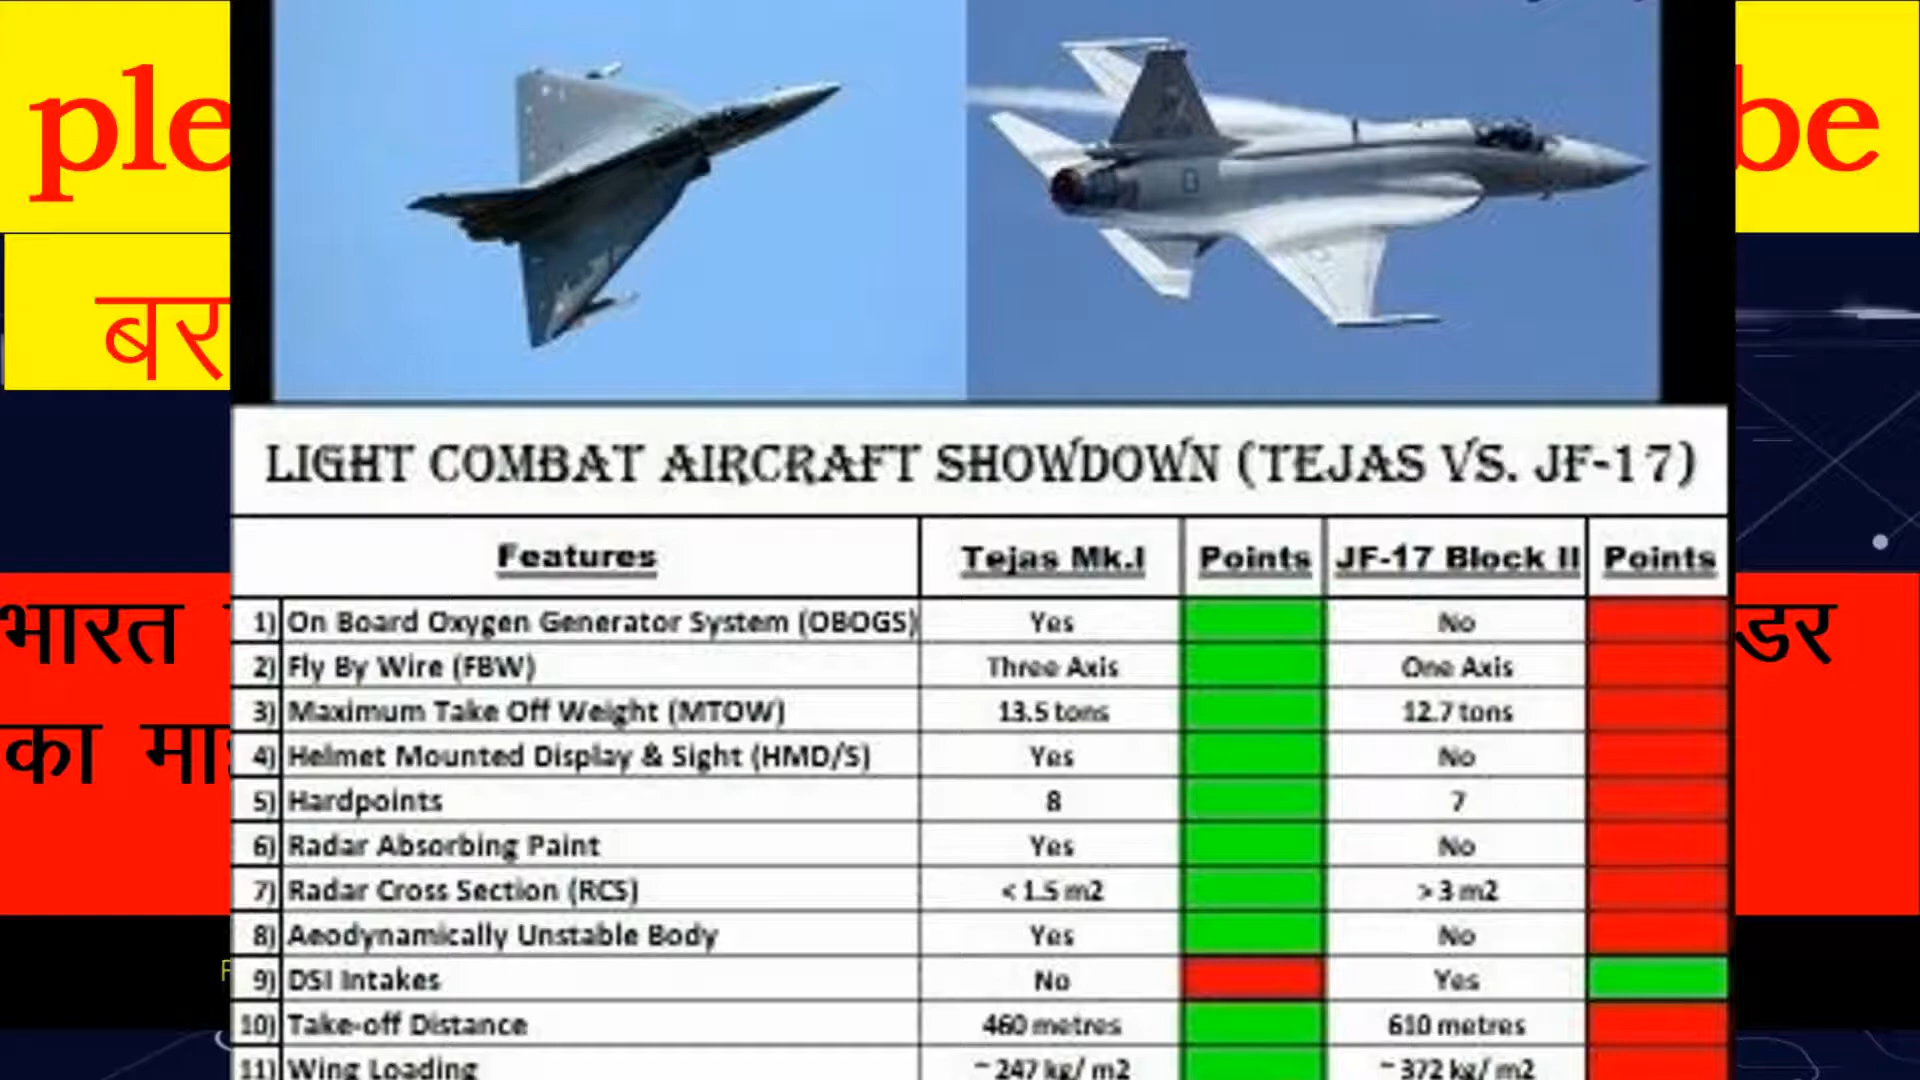 ple
be
बर
भारत
डर
का मा
LIGHT COMBAT AIRCRAFT SHOWDOWN (TEJAS VS. JF-17)
Features Tejas Mk.I Points JF-17 Block II Points
1) On Board Oxygen Generator System (OBOGS) Yes No
2) Fly By Wire (FBW) Three Axis One Axis
3) Maximum Take Off Weight (MTOW) 13.5 tons 12.7 tons
4) Helmet Mounted Display & Sight (HMD/S) Yes No
5) Hardpoints 8 7
6) Radar Absorbing Paint Yes No
7) Radar Cross Section (RCS) < 1.5 m2 > 3 m2
8) Aeodynamically Unstable Body Yes No
9) DSI Intakes No Yes
10) Take-off Distance 460 metres 610 metres
11) Wing Loading ~ 247 kg/ m2 ~ 372 kg/ m2